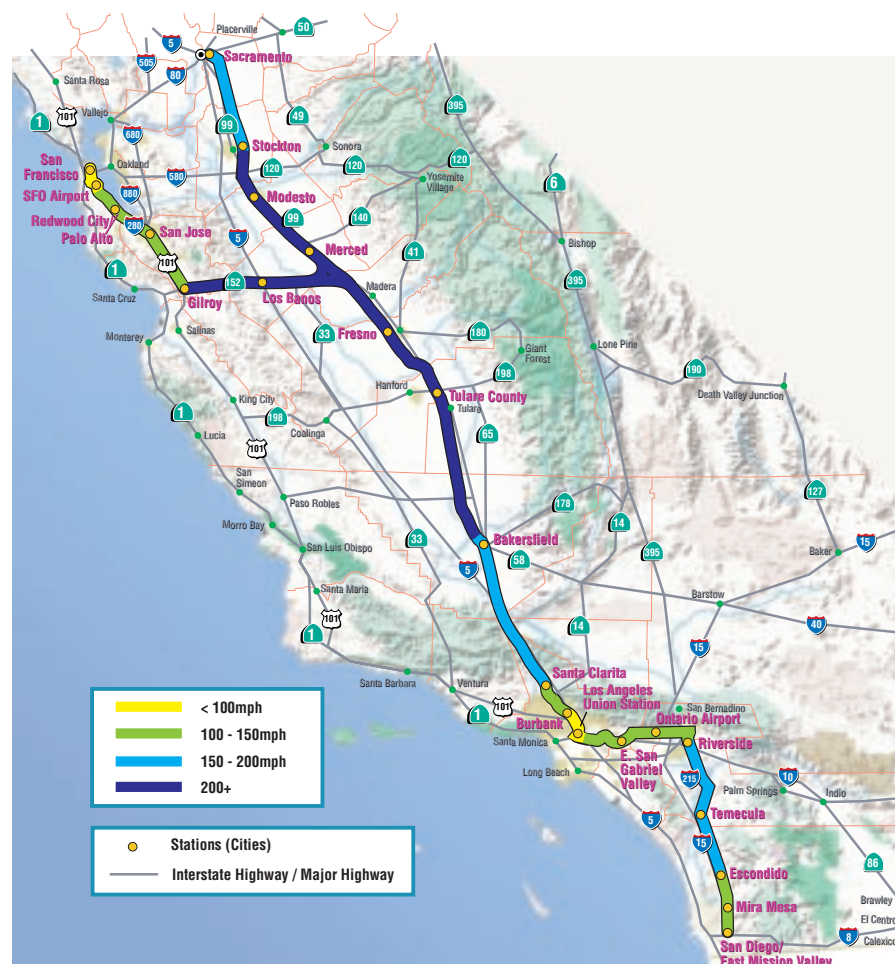 Placerville
50
5
Sacramento
505
80
Santa Rosa
395
101
1
Vallejo
49
99
680
Stockton
Sonora
120
San
Francisco
Oakland
580
120
120
Yosemite
Village
SFO Airport
880
Modesto
6
Redwood City
Palo Alto
280
San Jose
99
140
5
Merced
41
Bishop
101
1
152
395
Santa Cruz
Gilroy
Los Banos
Madera
Monterey
Salinas
33
Fresno
180
Giant
Forest
Lone Pine
198
190
Hanford
Tulare County
Death Valley Junction
King City
Tulare
1
198
Coalinga
65
Lucia
101
San
Simeon
178
127
Paso Robles
14
Morro Bay
33
Bakersfield
15
San Luis Obispo
58
395
Baker
5
Santa Maria
Barstow
101
14
40
1
15
Santa Barbara
Santa Clarita
Ventura
Los Angeles
Union Station
101
1
San Bernadino
Burbank
Ontario Airport
Santa Monica
Riverside
E. San
Gabriel
Valley
Long Beach
215
10
Palm Springs
Indio
5
Temecula
15
86
Escondido
Brawley
Mira Mesa
El Centro
San Diego/
East Mission Valley
8
Calexico
< 100mph
100 - 150mph
150 - 200mph
200+
Stations (Cities)
Interstate Highway / Major Highway